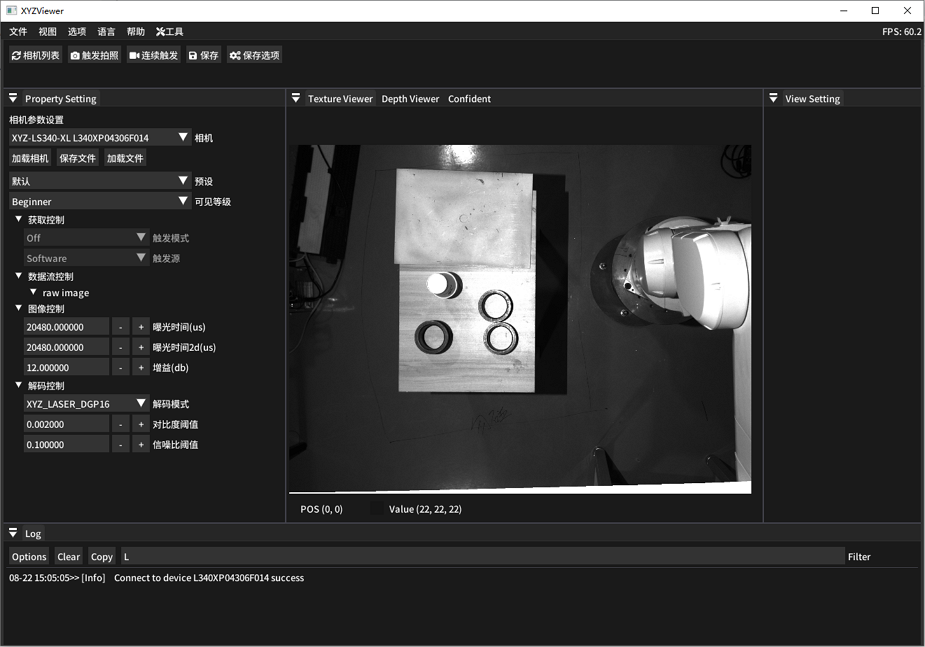 XYZViewer
文件 视图 选项 语言 帮助 工具 FPS: 60.2
相机列表 触发拍照 连续触发 保存 保存选项
Property Setting
Texture Viewer Depth Viewer Confident
View Setting
相机参数设置
XYZ-LS340-XL L340XP04306F014 相机
加载相机 保存文件 加载文件
默认 预设
Beginner 可见等级
获取控制
Off 触发模式
Software 触发源
数据流控制
raw image
图像控制
20480.000000 - + 曝光时间(us)
20480.000000 - + 曝光时间2d(us)
12.000000 - + 增益(db)
解码控制
XYZ_LASER_DGP16 解码模式
0.002000 - + 对比度阈值
0.100000 - + 信噪比阈值
POS (0, 0) Value (22, 22, 22)
Log
Options Clear Copy L Filter
08-22 15:05:05>> [Info] Connect to device L340XP04306F014 success